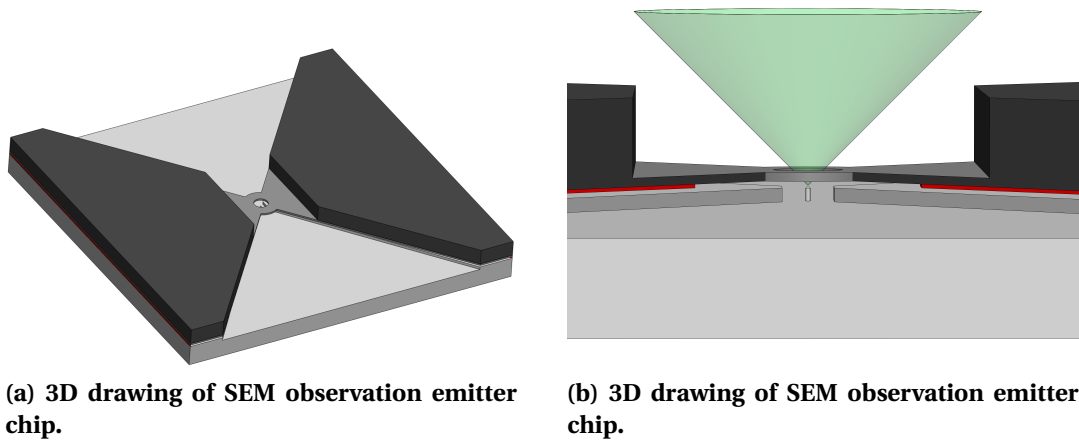 (a) 3D drawing of SEM observation emitter
chip.
(b) 3D drawing of SEM observation emitter
chip.